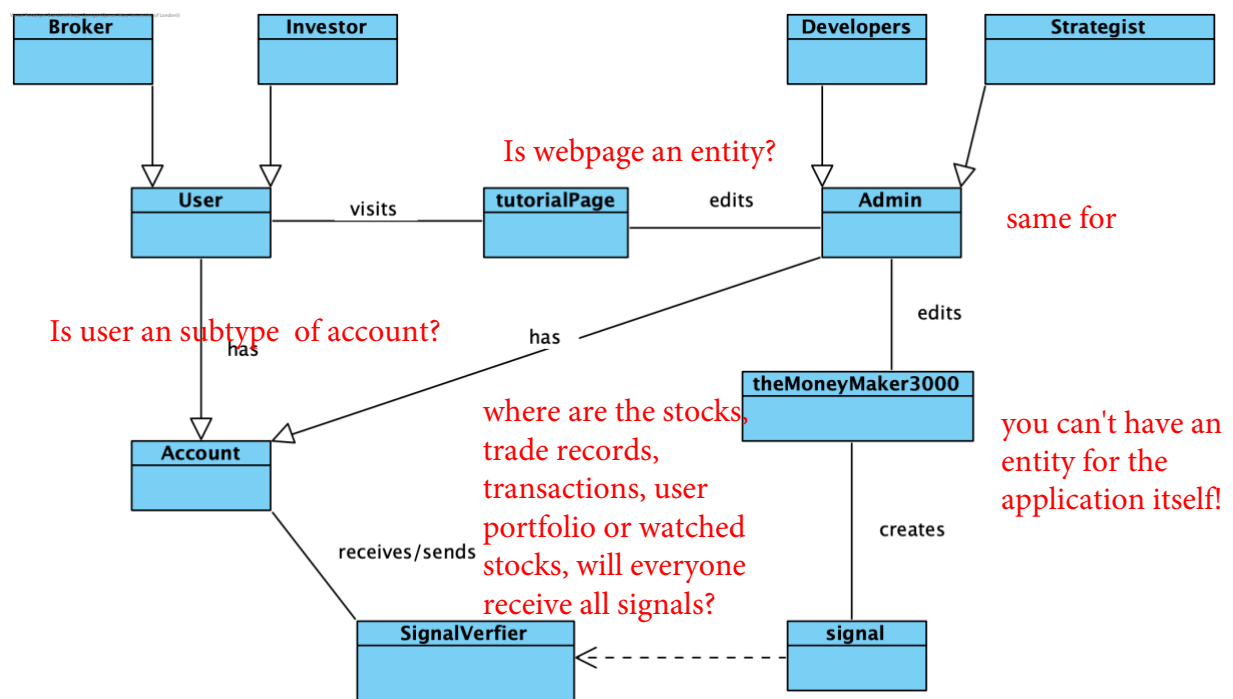 Broker
Investor
Developers
Strategist
Is webpage an entity?
User
visits
tutorialPage
edits
Admin
same for
Is user an subtype of account?
has
has
edits
theMoneyMaker3000
where are the stocks,
trade records,
transactions, user
portfolio or watched
stocks, will everyone
receive all signals?
you can't have an
entity for the
application itself!
Account
receives/sends
creates
SignalVerfier
signal